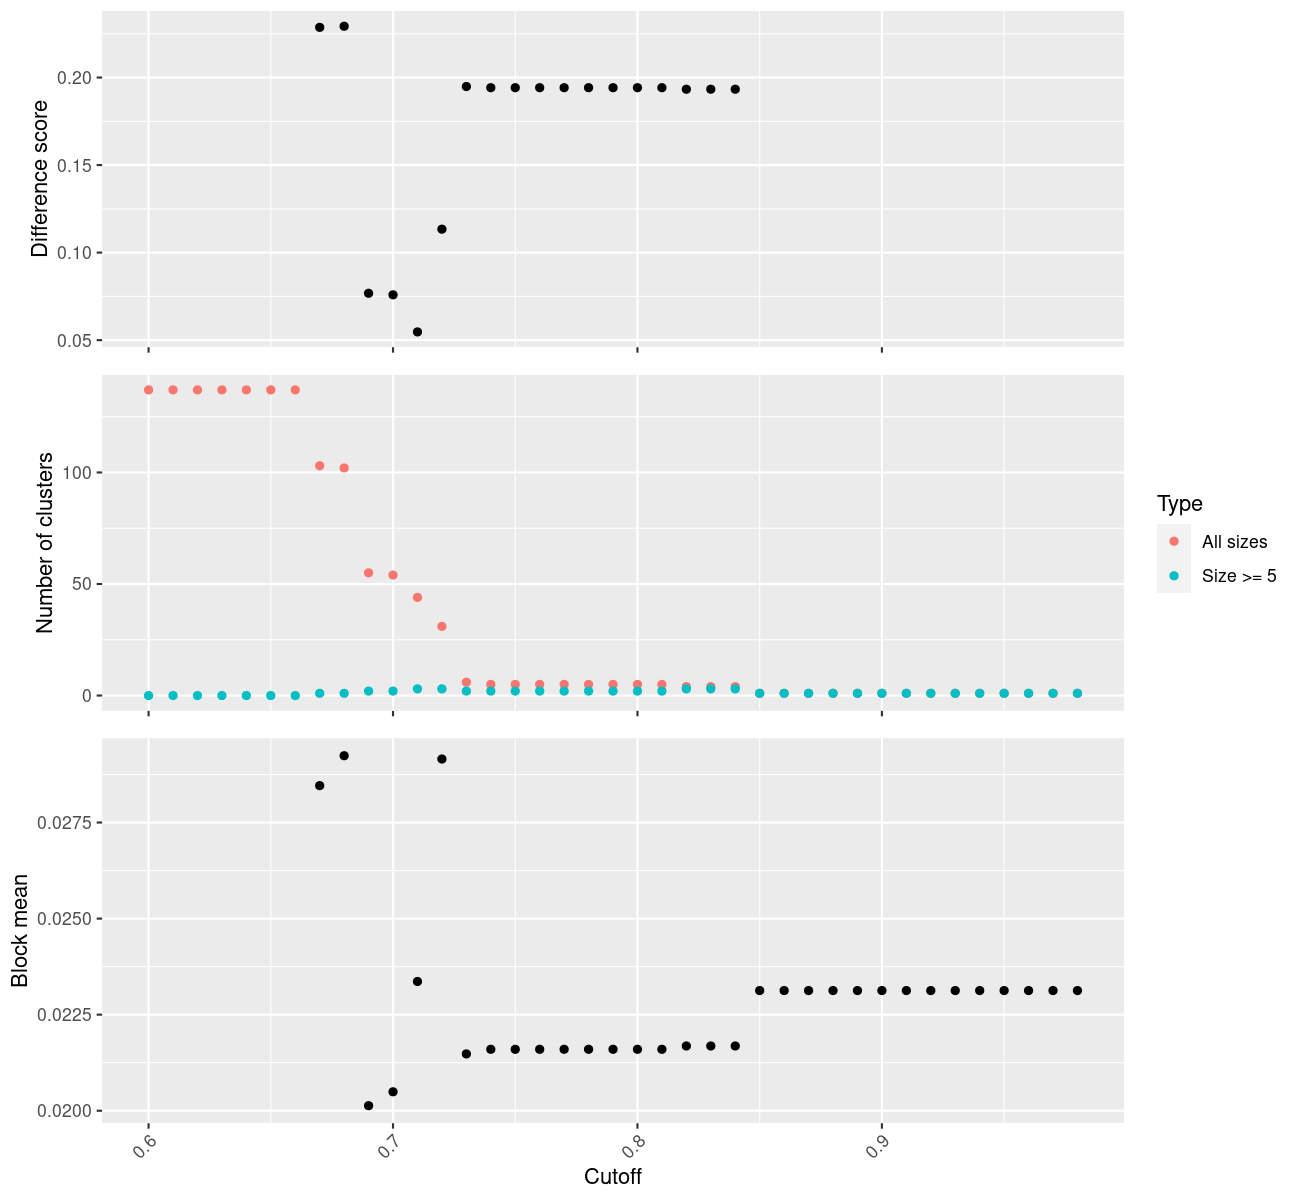 Difference score
0.20
0.15
0.10
0.05
Number of clusters
100
50
0
Type
All sizes
Size >= 5
Block mean
0.0275
0.0250
0.0225
0.0200
0.6
0.7
0.8
0.9
Cutoff